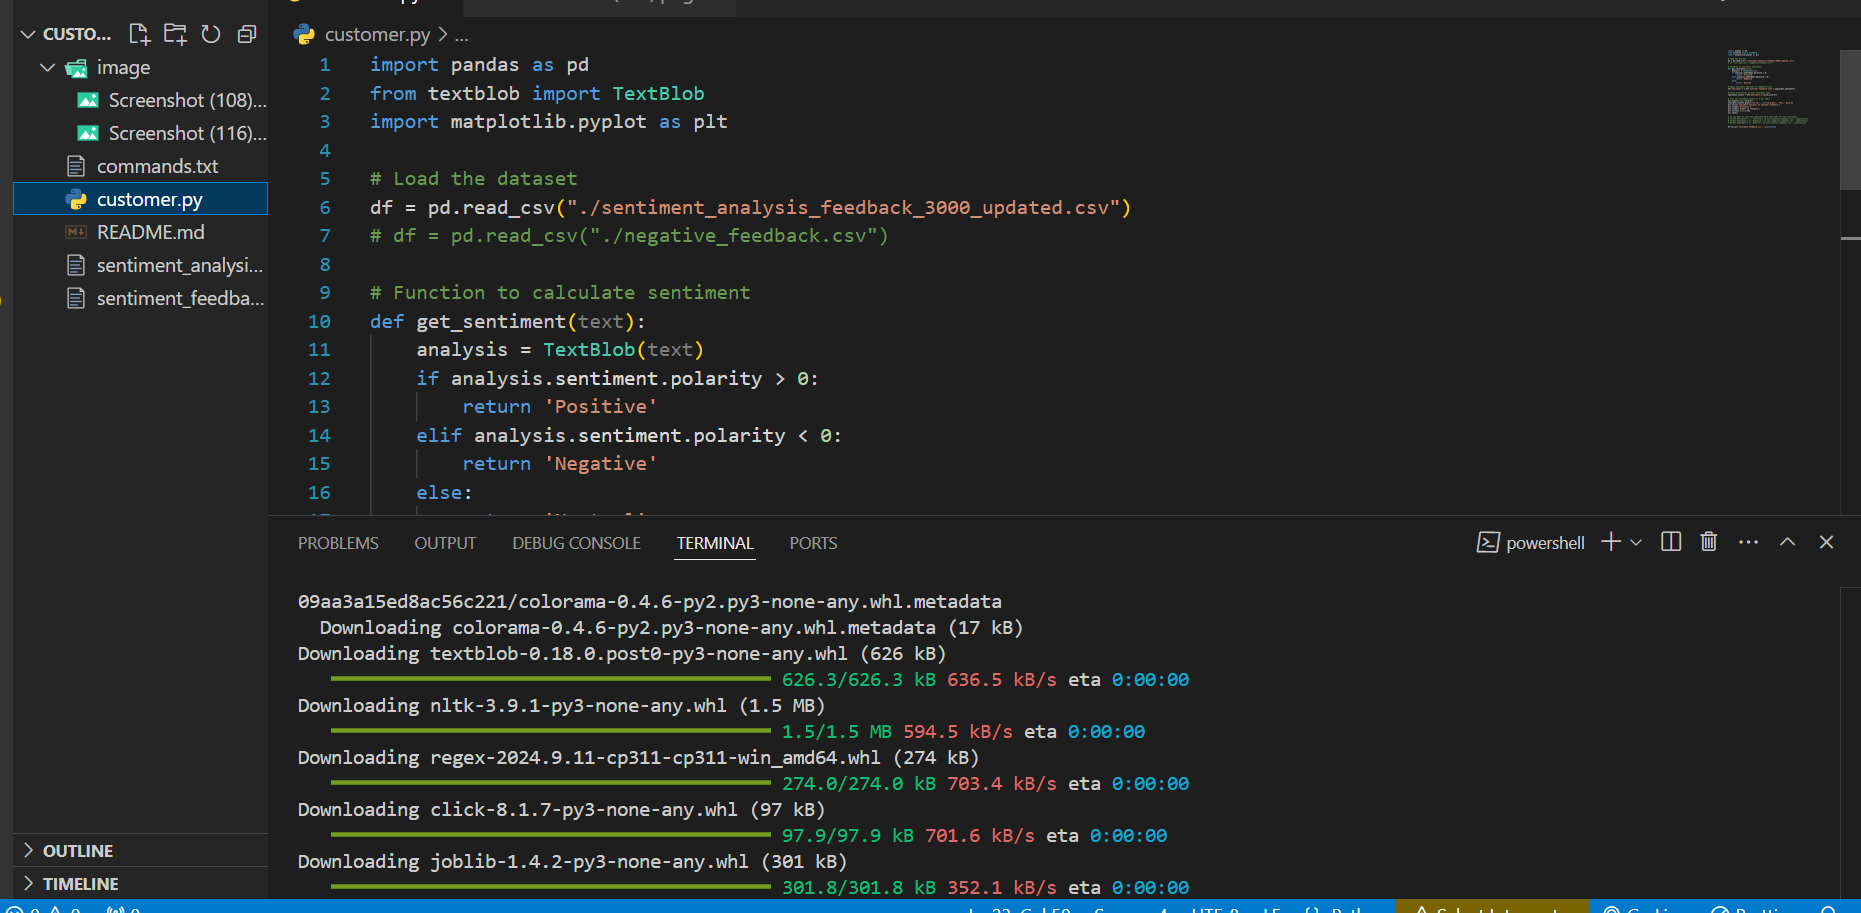 CUSTO...
image
Screenshot (108)...
Screenshot (116)...
commands.txt
customer.py
README.md
sentiment_analysi...
sentiment_feedba...
OUTLINE
TIMELINE
customer.py > ...
1 import pandas as pd
2 from textblob import TextBlob
3 import matplotlib.pyplot as plt
4
5 # Load the dataset
6 df = pd.read_csv("./sentiment_analysis_feedback_3000_updated.csv")
7 # df = pd.read_csv("./negative_feedback.csv")
8
9 # Function to calculate sentiment
10 def get_sentiment(text):
11 analysis = TextBlob(text)
12 if analysis.sentiment.polarity > 0:
13 return 'Positive'
14 elif analysis.sentiment.polarity < 0:
15 return 'Negative'
16 else:
PROBLEMS OUTPUT DEBUG CONSOLE TERMINAL PORTS powershell
09aa3a15ed8ac56c221/colorama-0.4.6-py2.py3-none-any.whl.metadata
Downloading colorama-0.4.6-py2.py3-none-any.whl.metadata (17 kB)
Downloading textblob-0.18.0.post0-py3-none-any.whl (626 kB)
626.3/626.3 kB 636.5 kB/s eta 0:00:00
Downloading nltk-3.9.1-py3-none-any.whl (1.5 MB)
1.5/1.5 MB 594.5 kB/s eta 0:00:00
Downloading regex-2024.9.11-cp311-cp311-win_amd64.whl (274 kB)
274.0/274.0 kB 703.4 kB/s eta 0:00:00
Downloading click-8.1.7-py3-none-any.whl (97 kB)
97.9/97.9 kB 701.6 kB/s eta 0:00:00
Downloading joblib-1.4.2-py3-none-any.whl (301 kB)
301.8/301.8 kB 352.1 kB/s eta 0:00:00